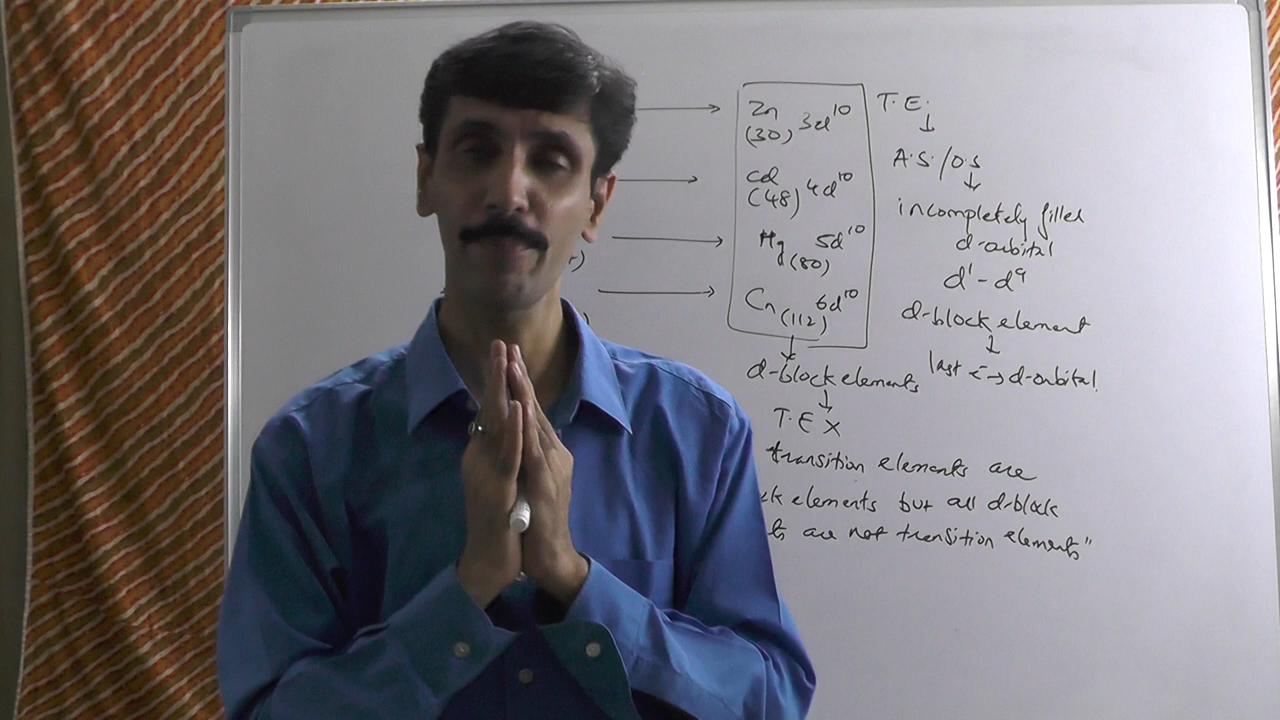 Zn 3d10
(30)
Cd 4d10
(48)
Hg 5d10
(80)
Cn 6d10
(112)
d-block elements
T.E X
T.E.
A.S./O.S
incompletely filled
d-orbital
d1 - d9
d-block element
last e- → d-orbital.
transition elements are
elements but all d-block
are not transition elements"